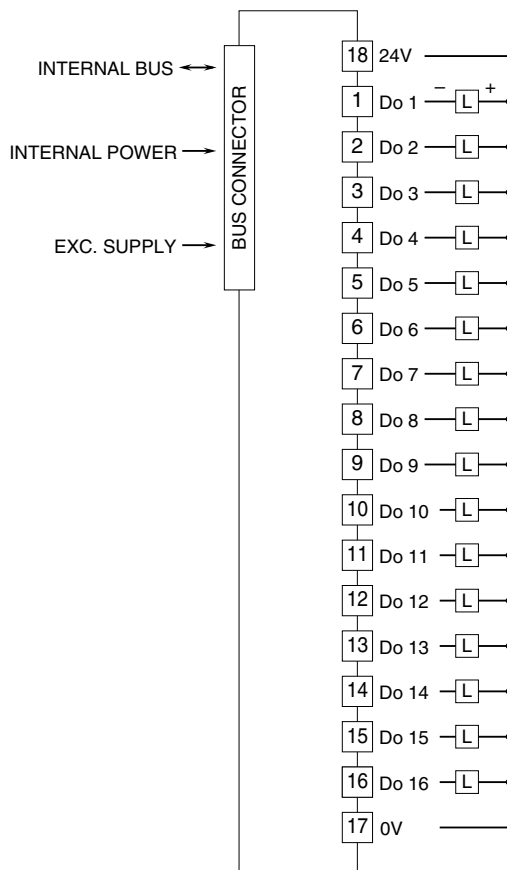 INTERNAL BUS
INTERNAL POWER
EXC. SUPPLY
BUS CONNECTOR
18 24V
1 Do 1 − L +
2 Do 2 L
3 Do 3 L
4 Do 4 L
5 Do 5 L
6 Do 6 L
7 Do 7 L
8 Do 8 L
9 Do 9 L
10 Do 10 L
11 Do 11 L
12 Do 12 L
13 Do 13 L
14 Do 14 L
15 Do 15 L
16 Do 16 L
17 0V